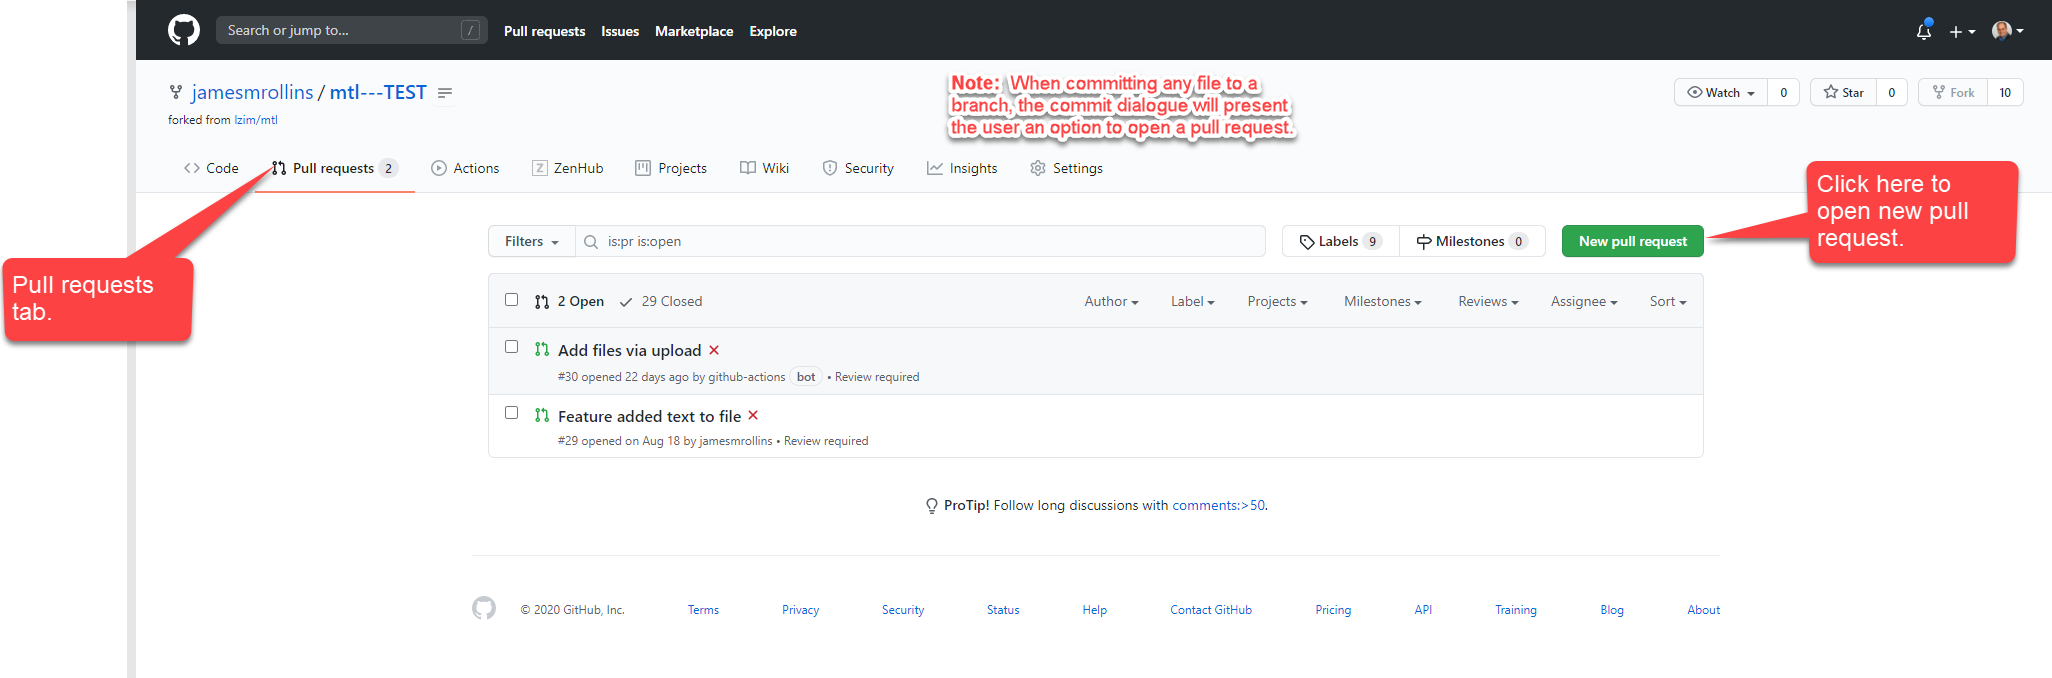 Search or jump to... /
Pull requests Issues Marketplace Explore
jamesmrollins / mtl---TEST
forked from lzim/mtl
Note: When committing any file to a
branch, the commit dialogue will present
the user an option to open a pull request.
Watch 0 Star 0 Fork 10
Code Pull requests 2 Actions Z ZenHub Projects Wiki Security Insights Settings
Click here to
open new pull
request.
Pull requests
tab.
Filters is:pr is:open Labels 9 Milestones 0 New pull request
2 Open 29 Closed Author Label Projects Milestones Reviews Assignee Sort
Add files via upload
#30 opened 22 days ago by github-actions bot • Review required
Feature added text to file
#29 opened on Aug 18 by jamesmrollins • Review required
ProTip! Follow long discussions with comments:>50.
© 2020 GitHub, Inc. Terms Privacy Security Status Help Contact GitHub Pricing API Training Blog About